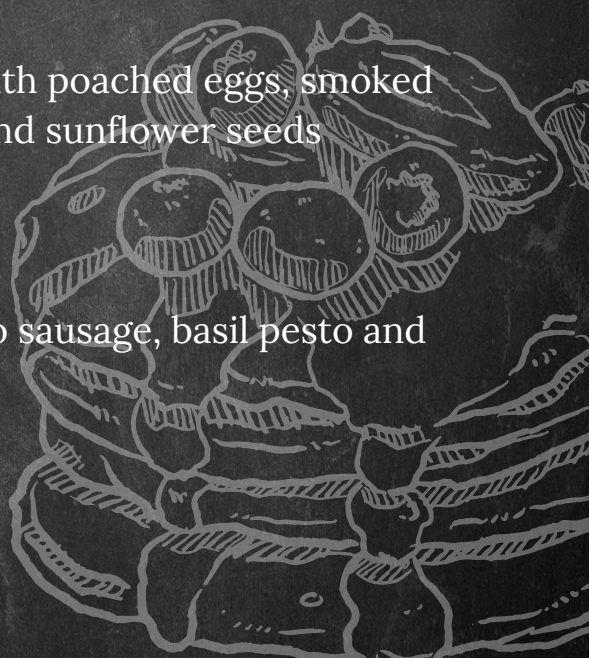 th poached eggs, smoked
nd sunflower seeds
o sausage, basil pesto and